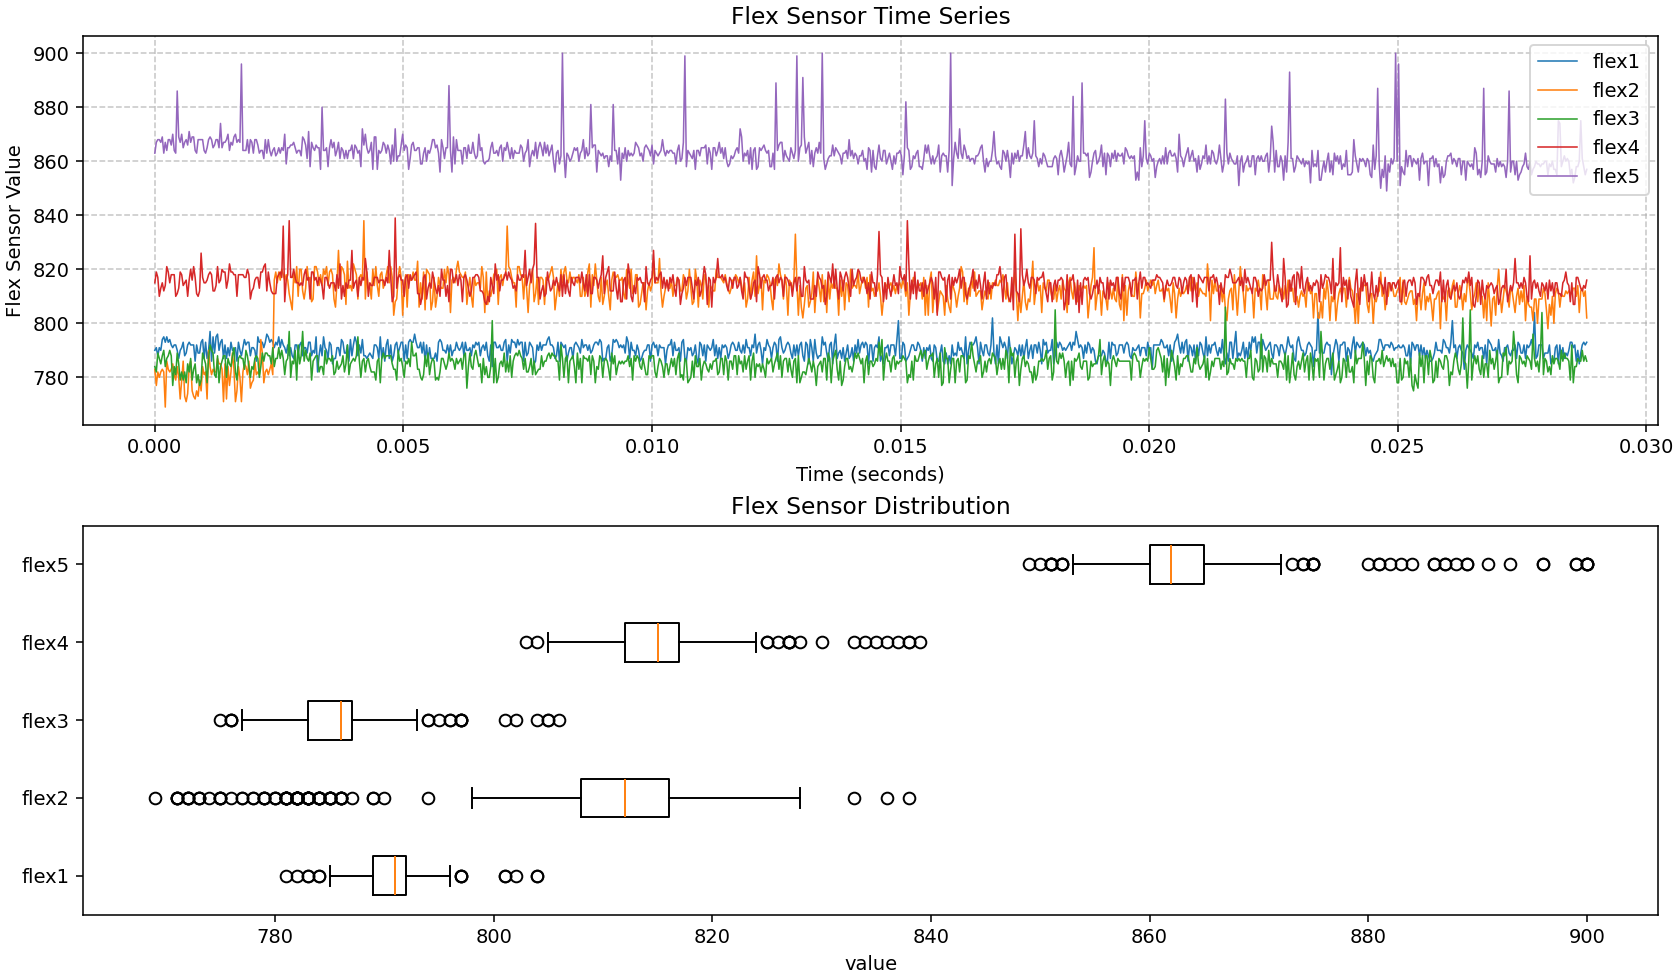 Flex Sensor Time Series
Flex Sensor Value
900
880
860
840
820
800
780
flex1
flex2
flex3
flex4
flex5
0.000 0.005 0.010 0.015 0.020 0.025 0.030
Time (seconds)
Flex Sensor Distribution
flex5
flex4
flex3
flex2
flex1
780 800 820 840 860 880 900
value